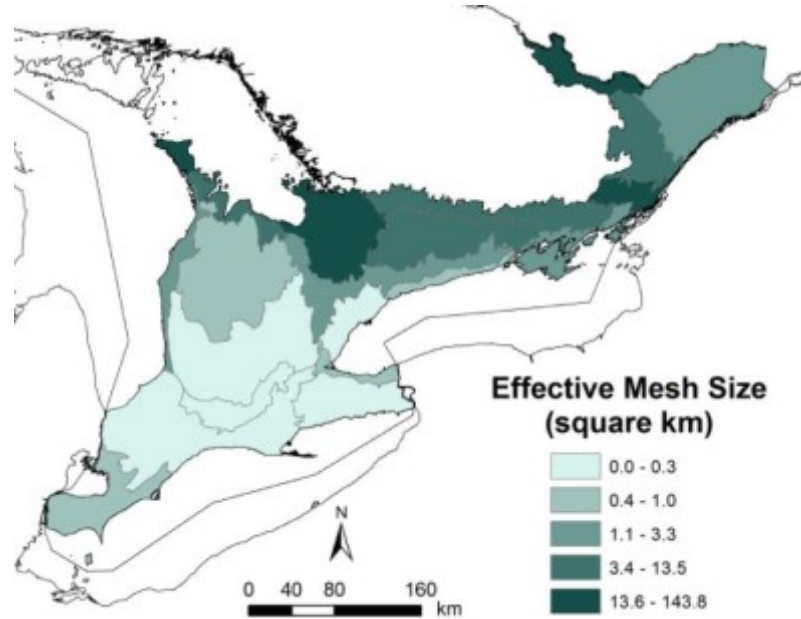 Effective Mesh Size
(square km)
0.0 - 0.3
0.4 - 1.0
1.1 - 3.3
3.4 - 13.5
13.6 - 143.8
N
0 40 80 160
km